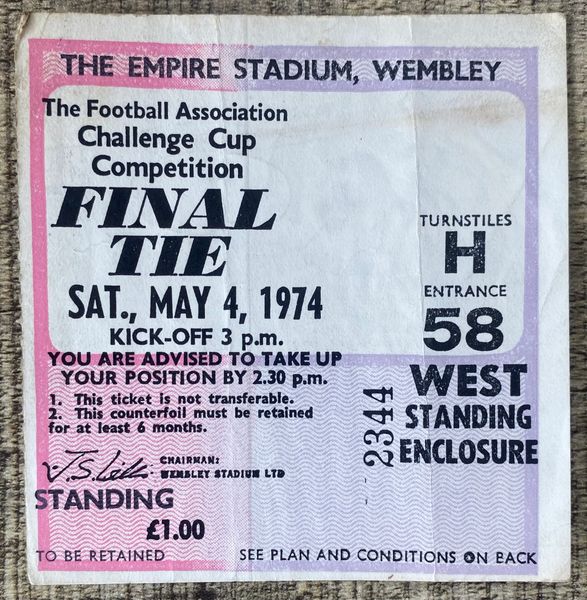 THE EMPIRE STADIUM, WEMBLEY
The Football Association
Challenge Cup
Competition
FINAL
TIE
SAT., MAY 4, 1974
KICK-OFF 3 p.m.
YOU ARE ADVISED TO TAKE UP
YOUR POSITION BY 2.30 p.m.
1. This ticket is not transferable.
2. This counterfoil must be retained
for at least 6 months.
CHAIRMAN:
WEMBLEY STADIUM LTD
STANDING
£1.00
TO BE RETAINED
TURNSTILES
H
ENTRANCE
58
WEST
STANDING
ENCLOSURE
2344
SEE PLAN AND CONDITIONS ON BACK